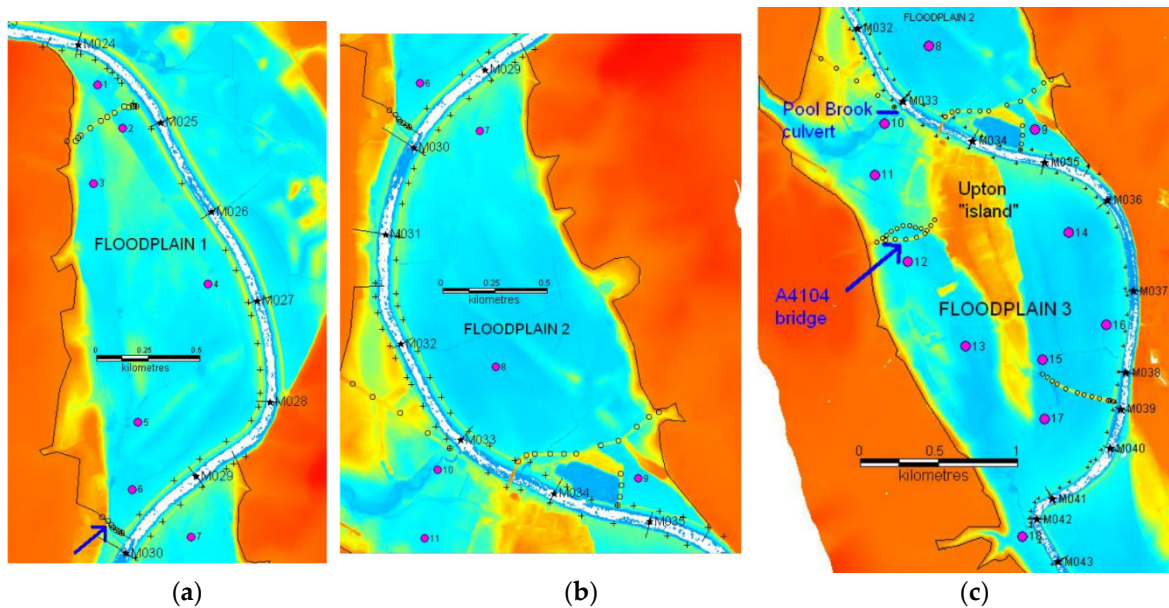 M024
1
2
M025
3
M026
FLOODPLAIN 1
4
M027
0 0.25 0.5
kilometres
M028
5
M029
6
7
M030
(a)
6
M029
7
M030
M031
0 0.25 0.5
kilometres
FLOODPLAIN 2
M032
8
M033
10
9
M034
M035
11
(b)
FLOODPLAIN 2
M032
8
M033
Pool Brook
culvert
10
9
M034
M035
11
Upton
"island"
M036
14
12
A4104
bridge
M037
FLOODPLAIN 3
16
13
15
M038
M039
17
0 0.5 1
kilometres
M040
M041
M042
18
M043
(c)